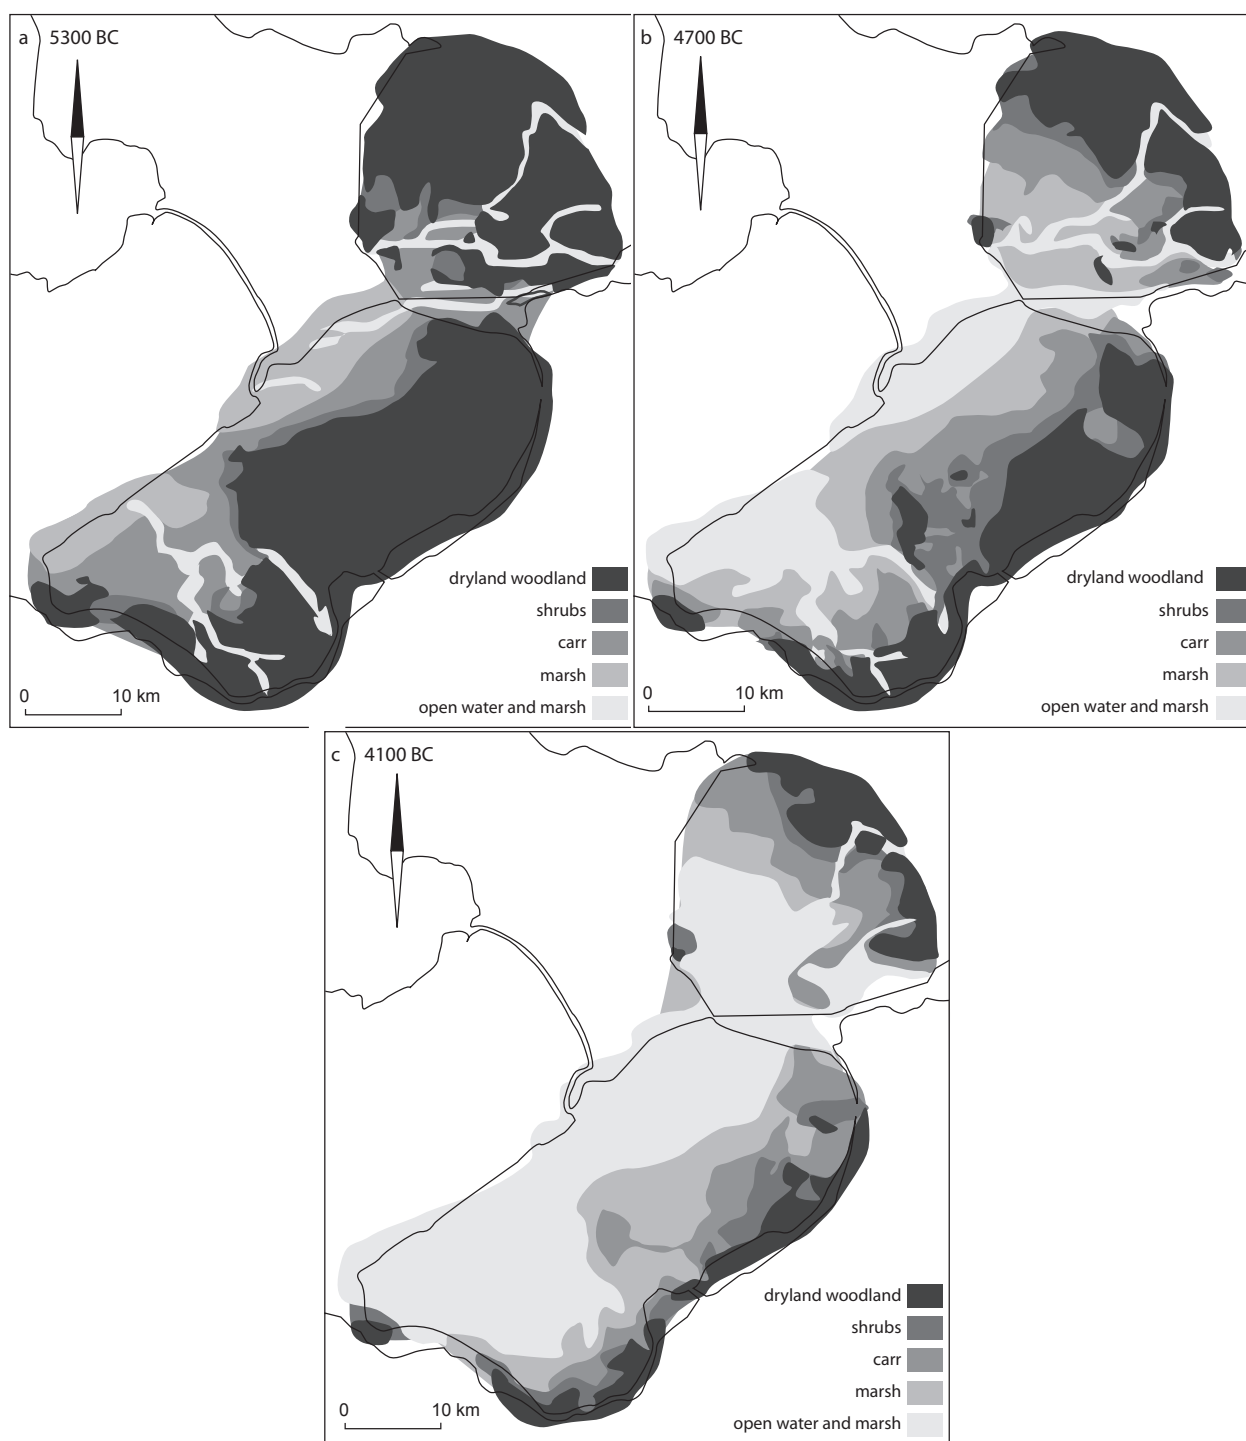 a 5300 BC
dryland woodland
shrubs
carr
marsh
open water and marsh
0 10 km
b 4700 BC
dryland woodland
shrubs
carr
marsh
open water and marsh
0 10 km
c 4100 BC
dryland woodland
shrubs
carr
marsh
open water and marsh
0 10 km